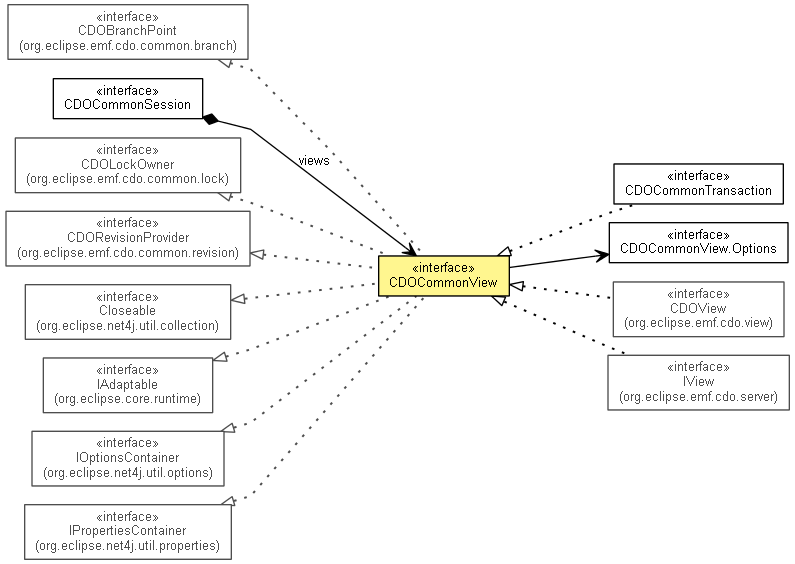 «interface»
CDOBranchPoint
(org.eclipse.emf.cdo.common.branch)
«interface»
CDOCommonSession
«interface»
CDOLockOwner
(org.eclipse.emf.cdo.common.lock)
views
«interface»
CDORevisionProvider
(org.eclipse.emf.cdo.common.revision)
«interface»
Closeable
(org.eclipse.net4j.util.collection)
«interface»
IAdaptable
(org.eclipse.core.runtime)
«interface»
IOptionsContainer
(org.eclipse.net4j.util.options)
«interface»
IPropertiesContainer
(org.eclipse.net4j.util.properties)
«interface»
CDOCommonView
«interface»
CDOCommonTransaction
«interface»
CDOCommonView.Options
«interface»
CDOView
(org.eclipse.emf.cdo.view)
«interface»
IView
(org.eclipse.emf.cdo.server)